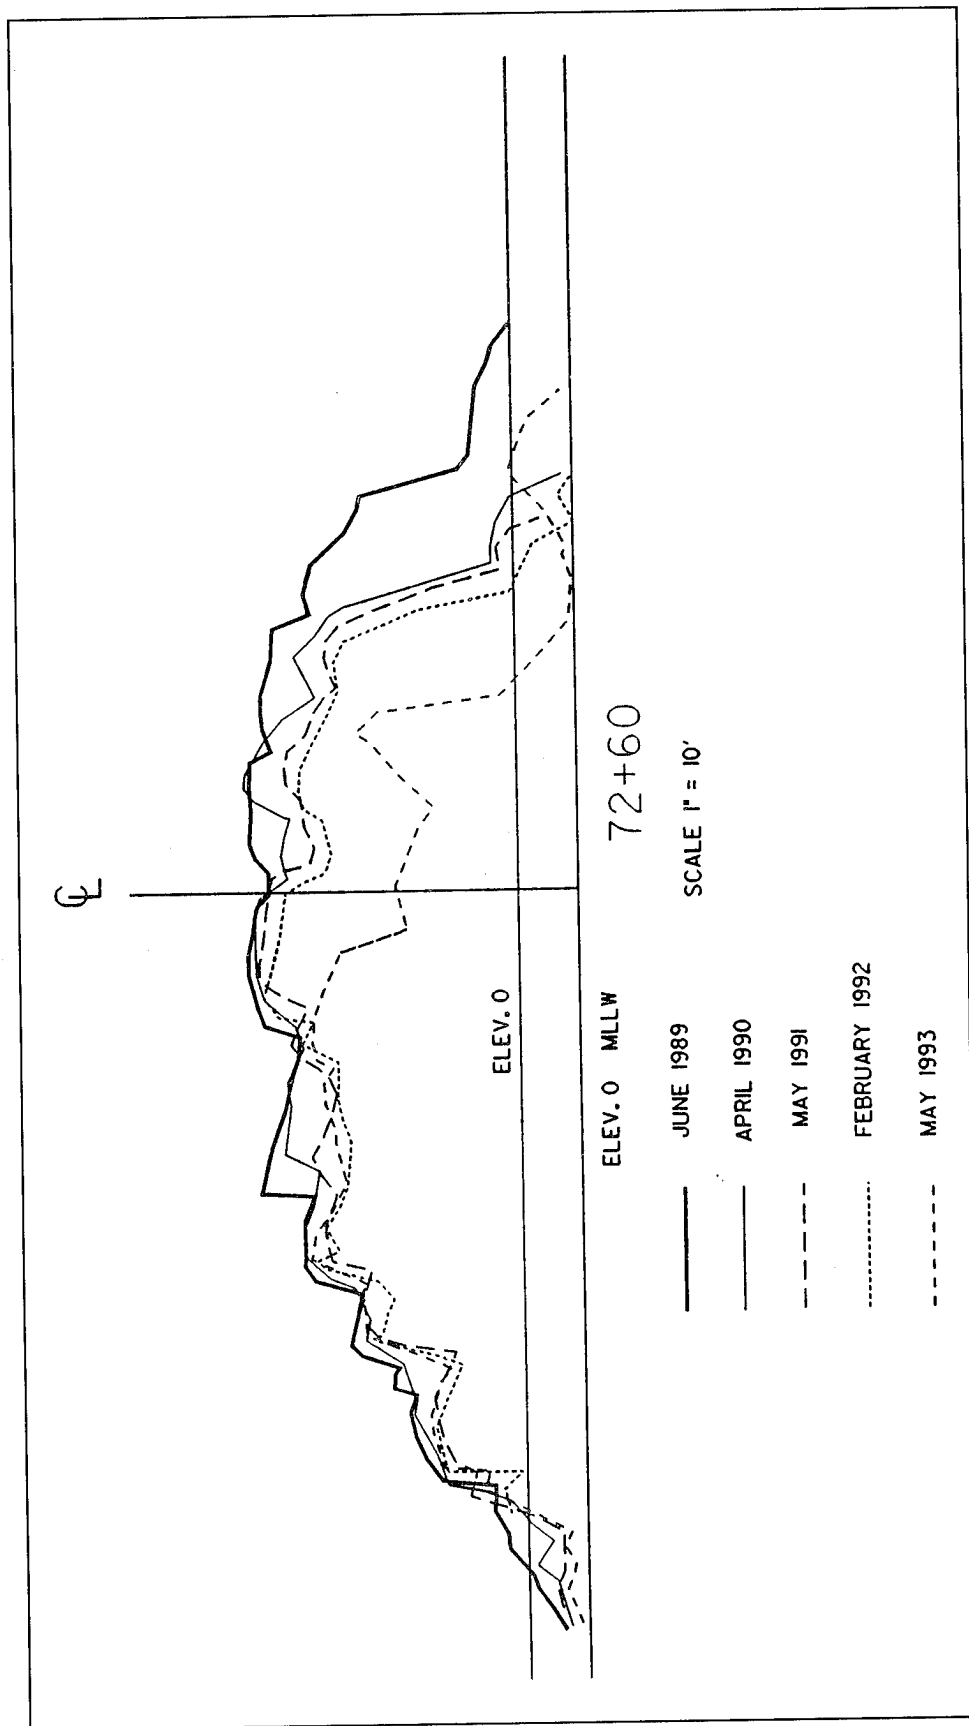 CL
ELEV. 0
ELEV. 0 MLLW
72+60
SCALE 1" = 10'
JUNE 1989
APRIL 1990
MAY 1991
FEBRUARY 1992
MAY 1993